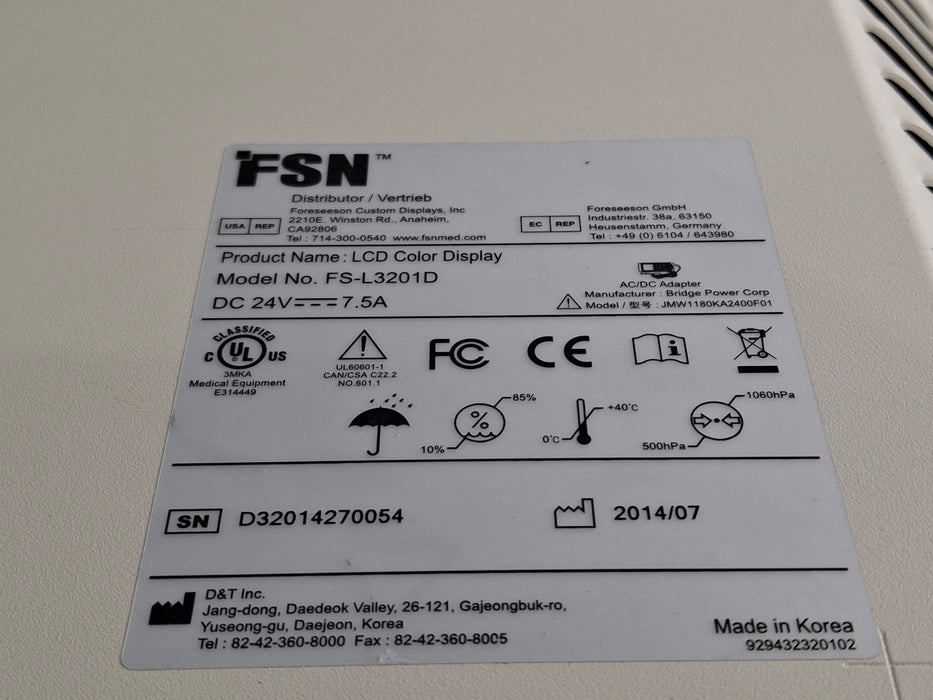 FSN™
Distributor / Vertrieb
USA REP
Foreseeson Custom Displays, Inc
2210E. Winston Rd., Anaheim,
CA92806
Tel : 714-300-0540 www.fsnmed.com
EC REP
Foreseeson GmbH
Industriestr. 38a, 63150
Heusenstamm, Germany
Tel : +49 (0) 6104 / 643980
Product Name : LCD Color Display
Model No. FS-L3201D
DC 24V⎓7.5A
AC/DC Adapter
Manufacturer : Bridge Power Corp
Model / 型号 : JMW1180KA2400F01
CLASSIFIED
C UL US
3MKA
Medical Equipment
E314449
UL60601-1
CAN/CSA C22.2
NO.601.1
FC
CE
i
85%
%
10%
+40°C
0°C
1060hPa
500hPa
SN D32014270054
2014/07
D&T Inc.
Jang-dong, Daedeok Valley, 26-121, Gajeongbuk-ro,
Yuseong-gu, Daejeon, Korea
Tel : 82-42-360-8000 Fax : 82-42-360-8005
Made in Korea
929432320102